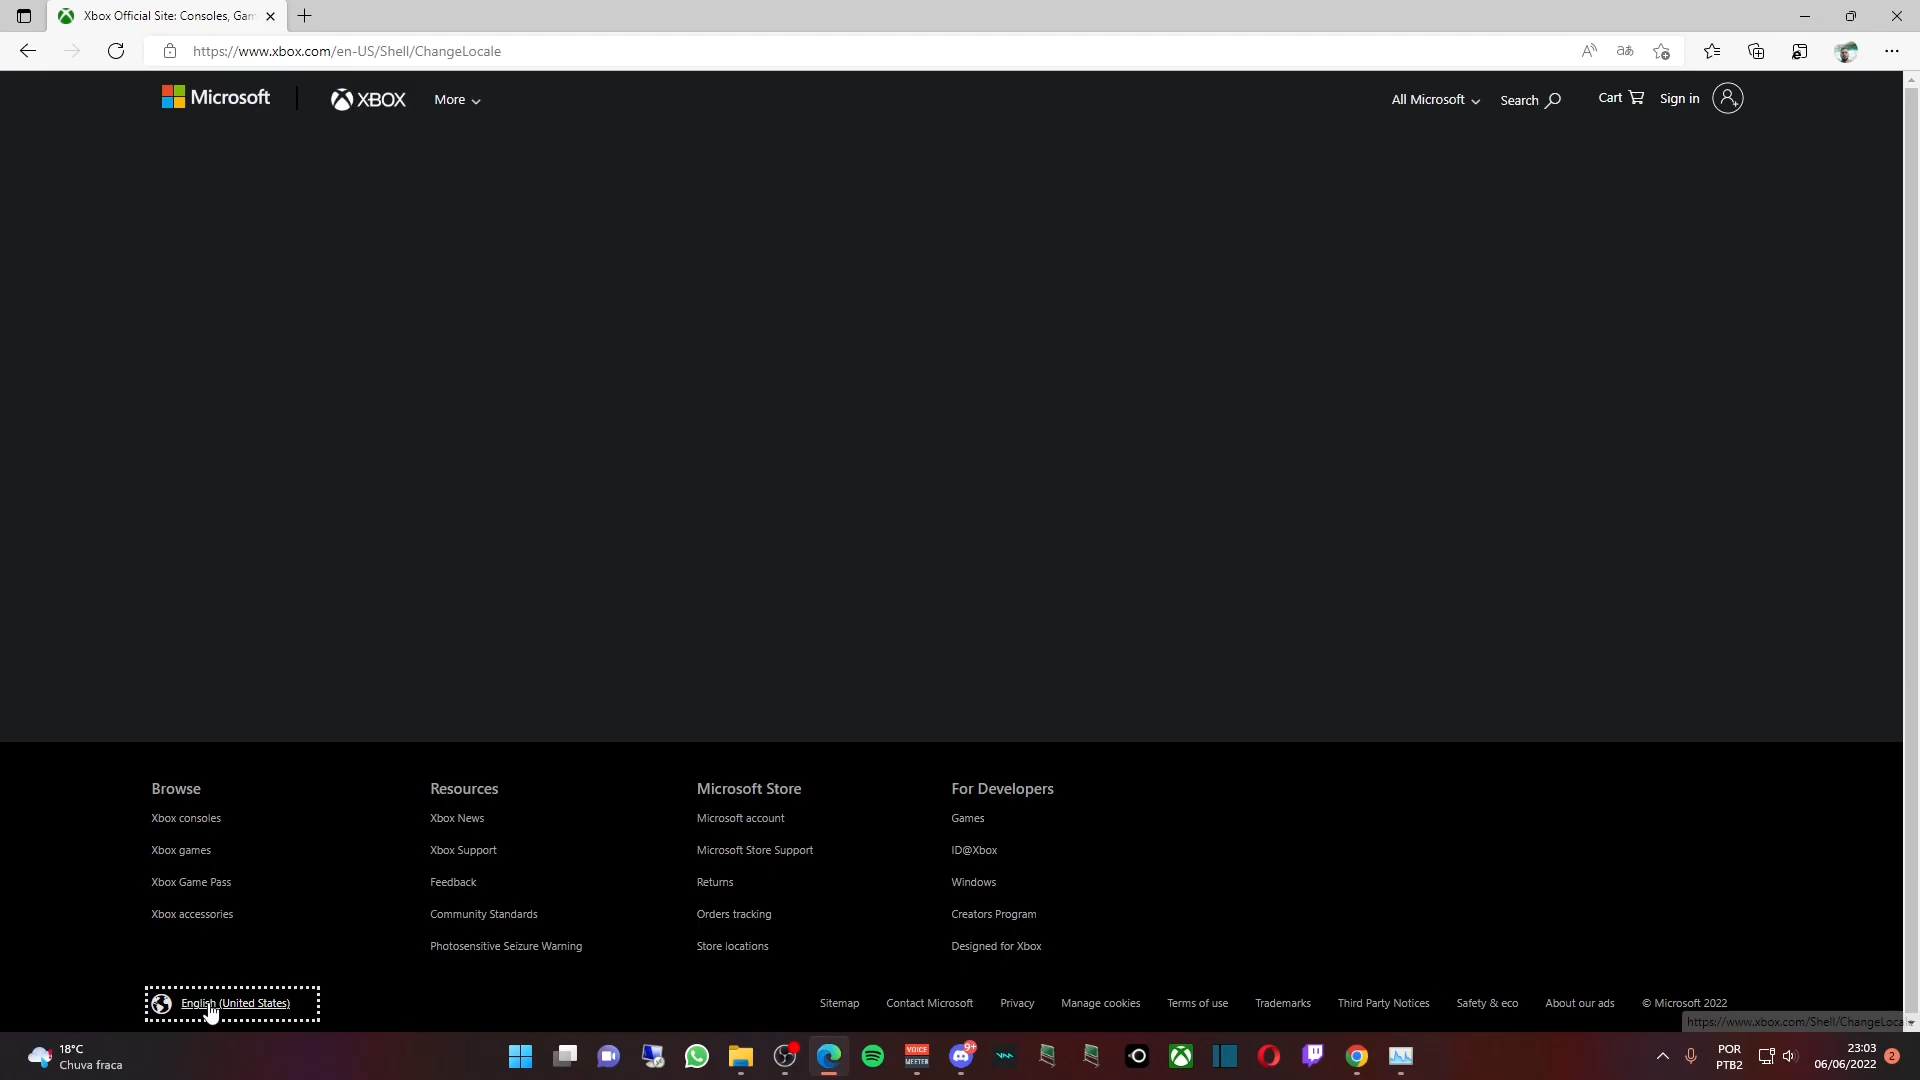 Xbox Official Site: Consoles, Gam
https://www.xbox.com/en-US/Shell/ChangeLocale
Microsoft
XBOX
More
All Microsoft
Search
Cart
Sign in
Browse
Xbox consoles
Xbox games
Xbox Game Pass
Xbox accessories
Resources
Xbox News
Xbox Support
Feedback
Community Standards
Photosensitive Seizure Warning
Microsoft Store
Microsoft account
Microsoft Store Support
Returns
Orders tracking
Store locations
For Developers
Games
ID@Xbox
Windows
Creators Program
Designed for Xbox
English (United States)
Sitemap
Contact Microsoft
Privacy
Manage cookies
Terms of use
Trademarks
Third Party Notices
Safety & eco
About our ads
© Microsoft 2022
https://www.xbox.com/Shell/ChangeLocal
18°C
Chuva fraca
VOICE
MEETER
9+
POR
PTB2
23:03
06/06/2022
2